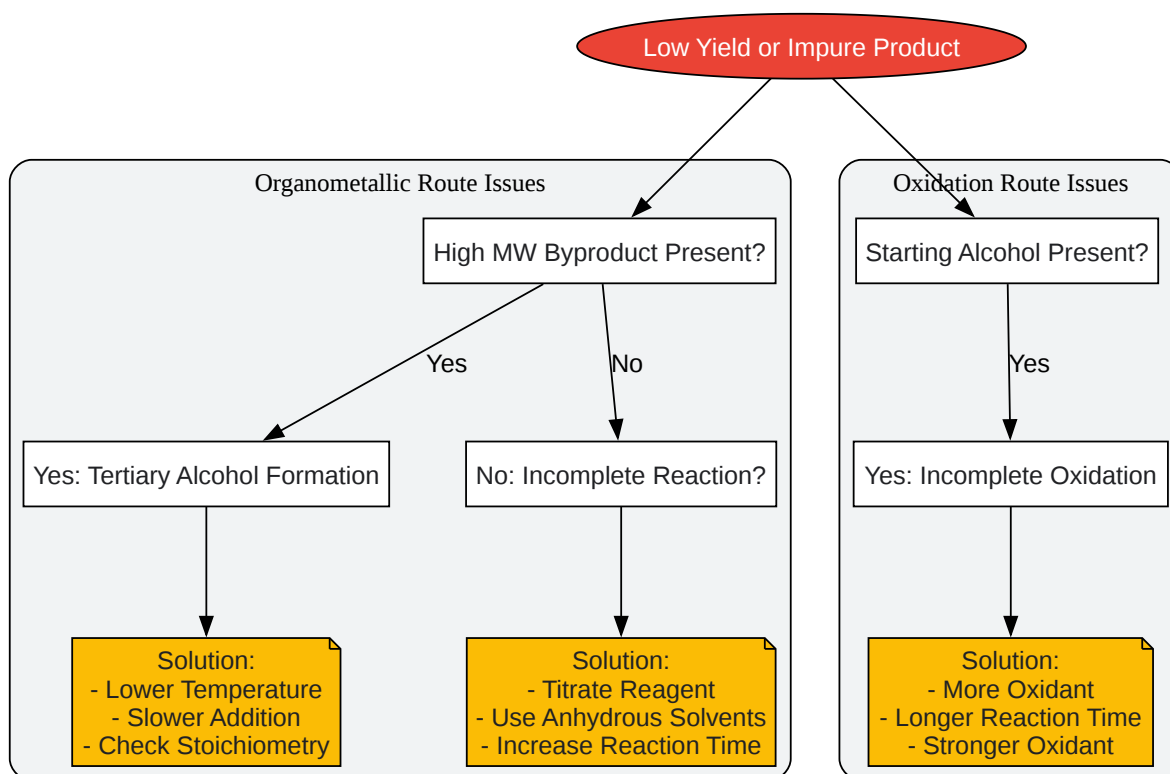 Low Yield or Impure Product
Organometallic Route Issues
Oxidation Route Issues
High MW Byproduct Present?
Starting Alcohol Present?
Yes
No
Yes
Yes: Tertiary Alcohol Formation
No: Incomplete Reaction?
Yes: Incomplete Oxidation
Solution:
- Lower Temperature
- Slower Addition
- Check Stoichiometry
Solution:
- Titrate Reagent
- Use Anhydrous Solvents
- Increase Reaction Time
Solution:
- More Oxidant
- Longer Reaction Time
- Stronger Oxidant